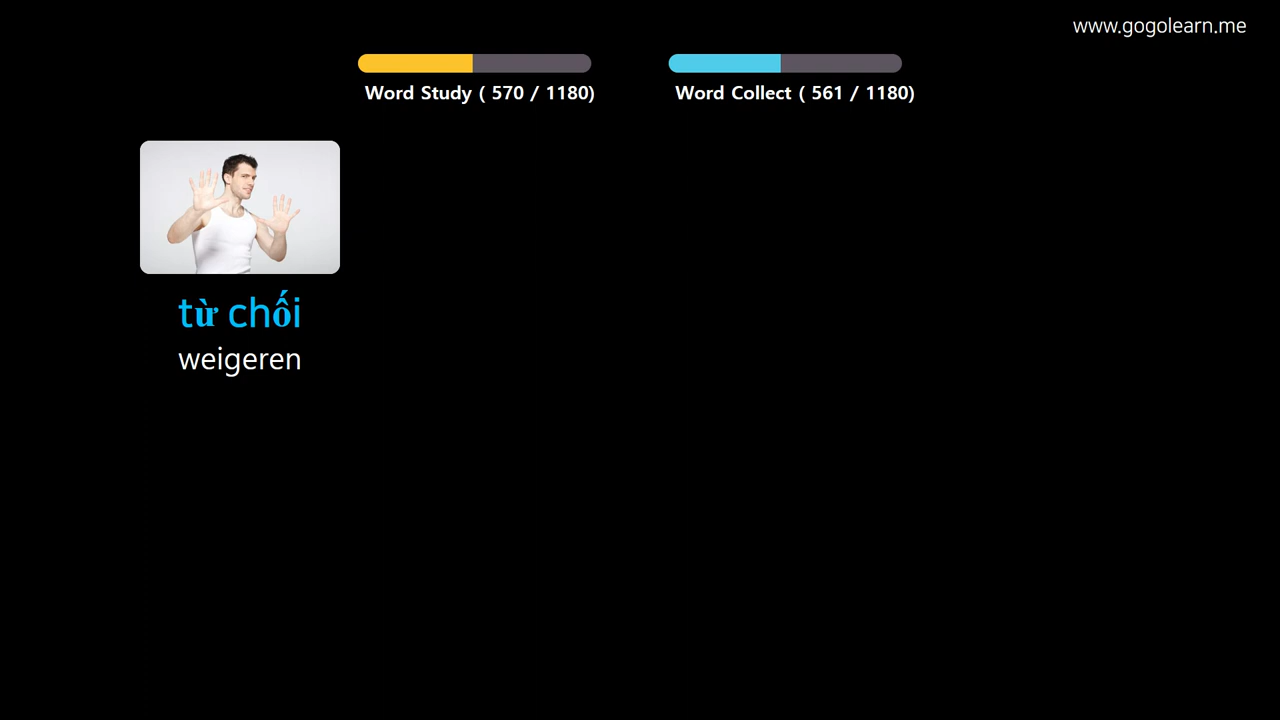 www.gogolearn.me
Word Study ( 570 / 1180)
Word Collect ( 561 / 1180)
từ chối
weigeren